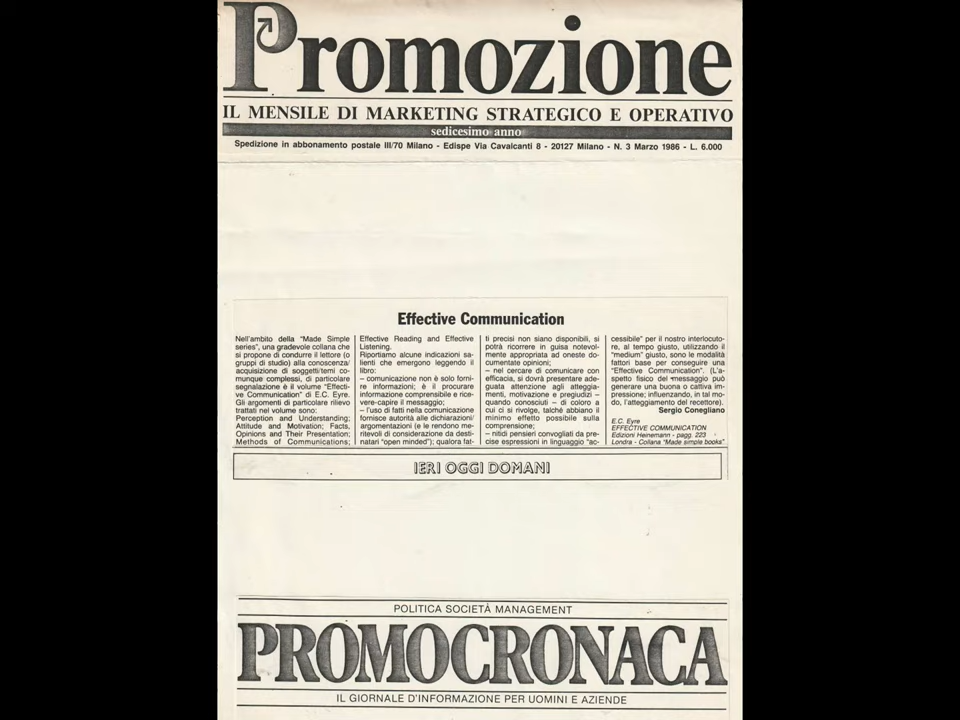 Promozione
IL MENSILE DI MARKETING STRATEGICO E OPERATIVO
sedicesimo anno
Spedizione in abbonamento postale III/70 Milano - Edispe Via Cavalcanti 8 - 20127 Milano - N. 3 Marzo 1986 - L. 6.000
Effective Communication
Nell'ambito della "Made Simple
series", una gradevole collana che
si propone di condurre il lettore (o
gruppi di studio) alla conoscenza/
acquisizione di soggetti/temi co-
munque complessi, di particolare
segnalazione è il volume "Effecti-
ve Communication" di E.C. Eyre.
Gli argomenti di particolare rilievo
trattati nel volume sono:
Perception and Understanding;
Attitude and Motivation; Facts,
Opinions and Their Presentation;
Methods of Communications;
Effective Reading and Effective
Listening.
Riportiamo alcune indicazioni sa-
lienti che emergono leggendo il
libro:
– comunicazione non è solo forni-
re informazioni; è il procurare
informazione comprensibile e rice-
vere-capire il messaggio;
– l'uso di fatti nella comunicazione
fornisce autorità alle dichiarazioni/
argomentazioni (e le rendono me-
ritevoli di considerazione da desti-
natari "open minded"); qualora fat-
ti precisi non siano disponibili, si
potrà ricorrere in guisa notevol-
mente appropriata ad oneste do-
cumentate opinioni;
– nel cercare di comunicare con
efficacia, si dovrà presentare ade-
guata attenzione agli atteggia-
menti, motivazione e pregiudizi –
quando conosciuti – di coloro a
cui ci si rivolge, talché abbiano il
minimo effetto possibile sulla
comprensione;
– nitidi pensieri convogliati da pre-
cise espressioni in linguaggio "ac-
cessibile" per il nostro interlocuto-
re, al tempo giusto, utilizzando il
"medium" giusto, sono le modalità
fattori base per conseguire una
"Effective Communication". (L'a-
spetto fisico del messaggio può
generare una buona o cattiva im-
pressione; influenzando, in tal mo-
do, l'atteggiamento del recettore).
Sergio Conegliano
E.C. Eyre
EFFECTIVE COMMUNICATION
Edizioni Heinemann - pagg. 223
Londra - Collana "Made simple books"
IERI OGGI DOMANI
POLITICA SOCIETÀ MANAGEMENT
PROMOCRONACA
IL GIORNALE D'INFORMAZIONE PER UOMINI E AZIENDE